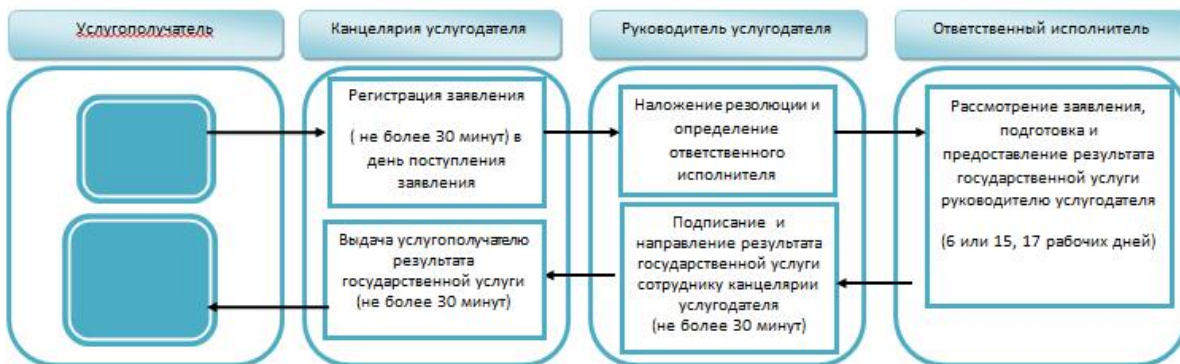 Услугополучатель
Канцелярия услугодателя
Руководитель услугодателя
Ответственный исполнитель
Регистрация заявления
( не более 30 минут) в
день поступления
заявления
Наложение резолюции и
определение
ответственного
исполнителя
Рассмотрение заявления,
подготовка и
предоставление результата
государственной услуги
руководителю услугодателя
(6 или 15, 17 рабочих дней)
Выдача услугополучателю
результата
государственной услуги
(не более 30 минут)
Подписание и
направление результата
государственной услуги
сотруднику канцелярии
услугодателя
(не более 30 минут)